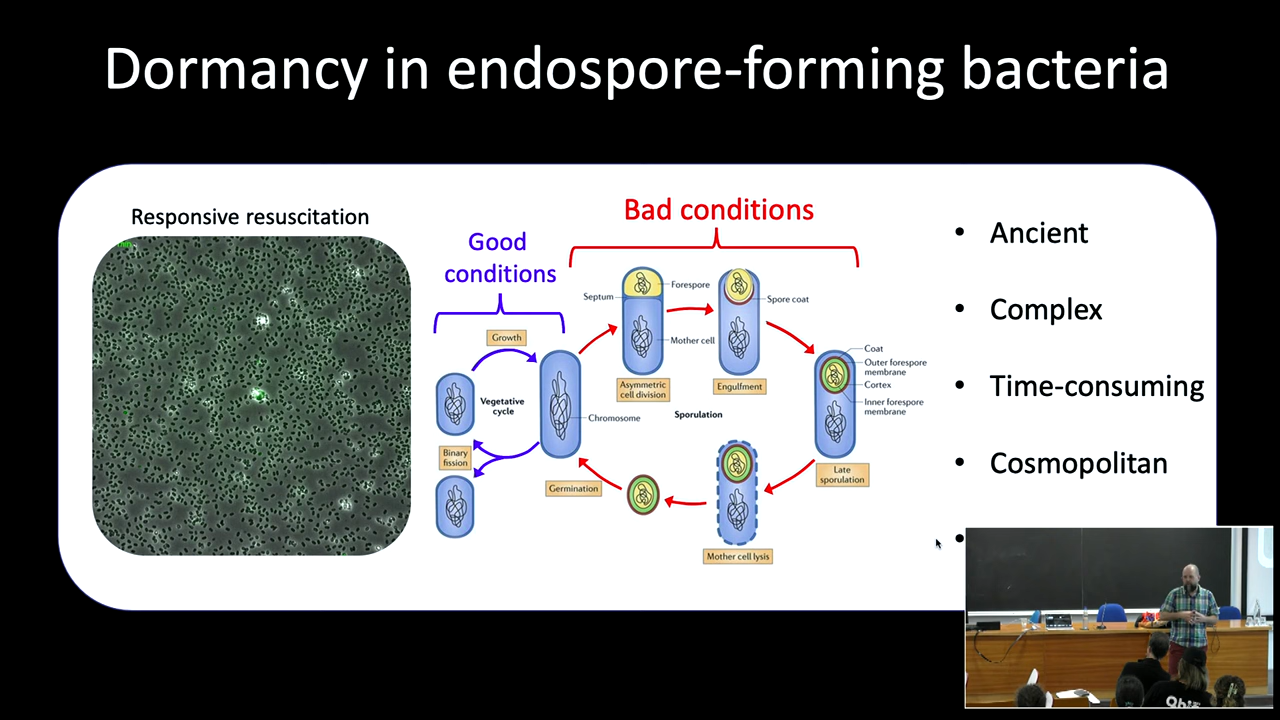 Dormancy in endospore-forming bacteria
Responsive resuscitation
Good
conditions
Bad conditions
Growth
Vegetative
cycle
Binary
fission
Chromosome
Septum
Forespore
Mother cell
Asymmetric
cell division
Spore coat
Engulfment
Sporulation
Coat
Outer forespore
membrane
Cortex
Inner forespore
membrane
Late
sporulation
Mother cell lysis
Germination
• Ancient
• Complex
• Time-consuming
• Cosmopolitan
•